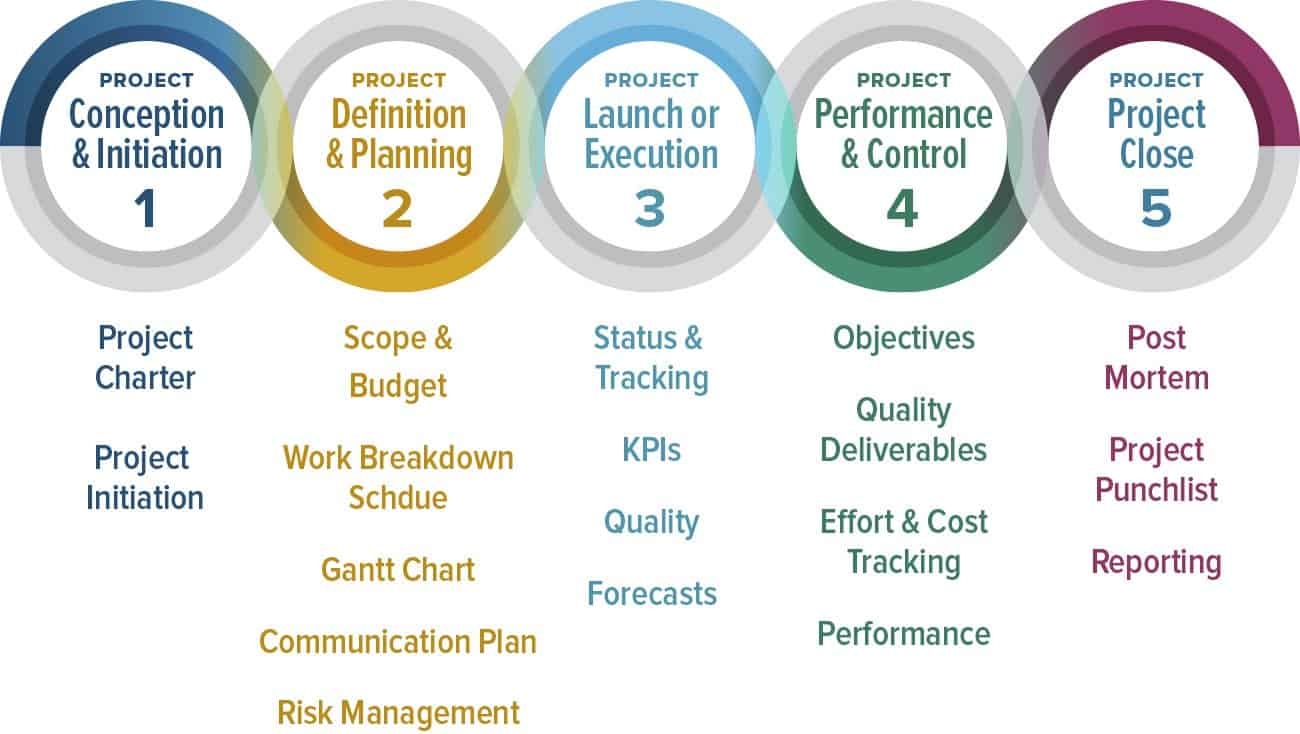 PROJECT
Conception
& Initiation
1
PROJECT
Definition
& Planning
2
PROJECT
Launch or
Execution
3
PROJECT
Performance
& Control
4
PROJECT
Project
Close
5
Project
Charter
Project
Initiation
Scope &
Budget
Work Breakdown
Schdue
Gantt Chart
Communication Plan
Risk Management
Status &
Tracking
KPIs
Quality
Forecasts
Objectives
Quality
Deliverables
Effort & Cost
Tracking
Performance
Post
Mortem
Project
Punchlist
Reporting